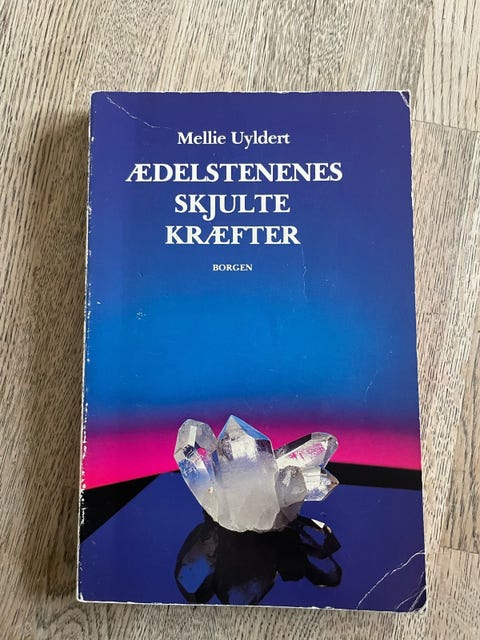 Mellie Uyldert
ÆDELSTENENES
SKJULTE
KRÆFTER
BORGEN